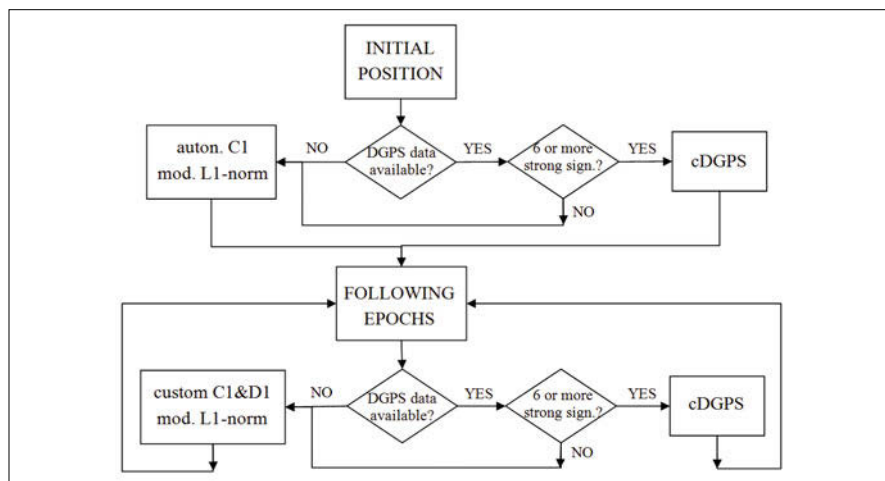 INITIAL
POSITION
auton. C1
mod. L1-norm
NO
DGPS data
available?
YES
6 or more
strong sign.?
YES
cDGPS
NO
FOLLOWING
EPOCHS
custom C1&D1
mod. L1-norm
NO
DGPS data
available?
YES
6 or more
strong sign.?
YES
cDGPS
NO